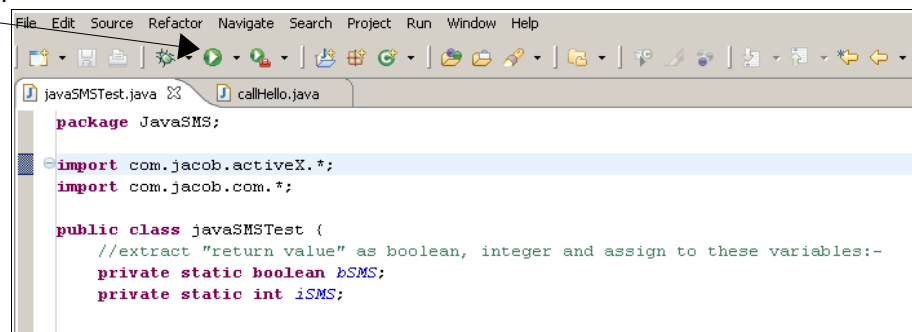 File Edit Source Refactor Navigate Search Project Run Window Help
javaSMSTest.java callHello.java
package JavaSMS;
import com.jacob.activeX.*;
import com.jacob.com.*;
public class javaSMSTest {
//extract "return value" as boolean, integer and assign to these variables:-
private static boolean bSMS;
private static int iSMS;